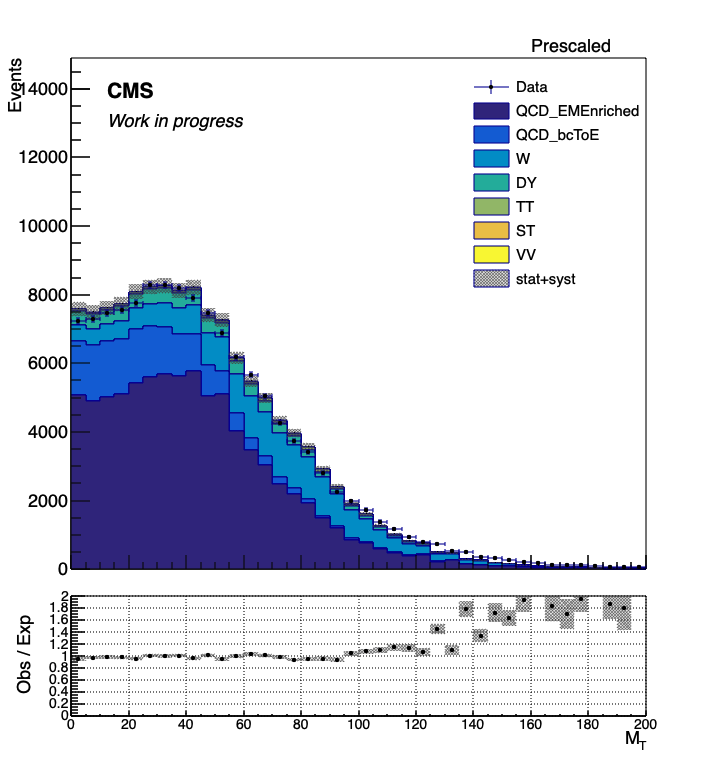 Prescaled
Events
14000
12000
10000
8000
6000
4000
2000
0
CMS
Work in progress
Data
QCD_EMEnriched
QCD_bcToE
W
DY
TT
ST
VV
stat+syst
Obs / Exp
2
1.8
1.6
1.4
1.2
1
0.8
0.6
0.4
0.2
0
0 20 40 60 80 100 120 140 160 180 200
M_T